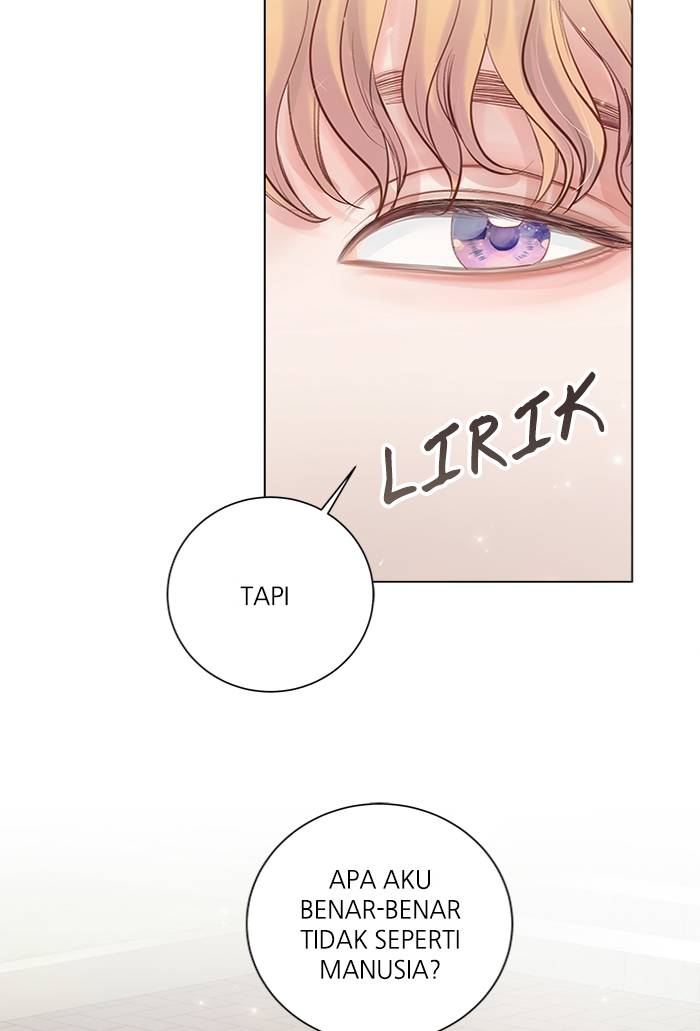 LIRIK
TAPI
APA AKU
BENAR-BENAR
TIDAK SEPERTI
MANUSIA?